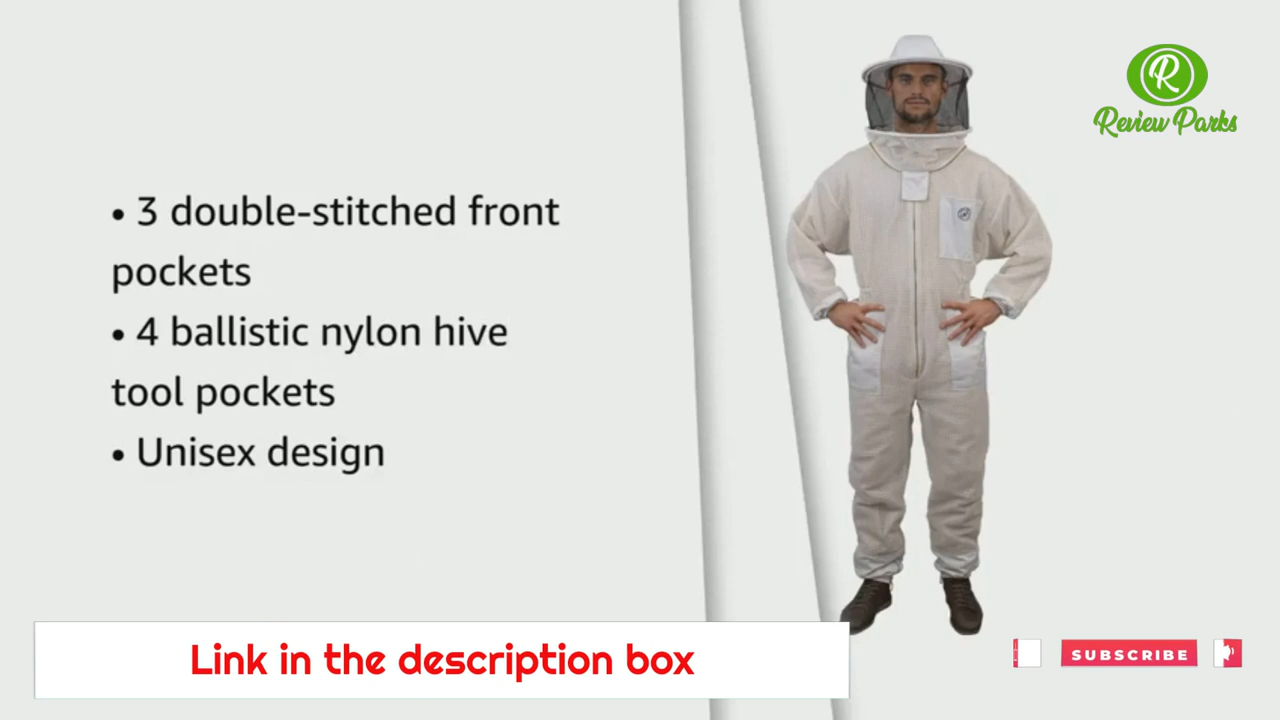 R
Review Parks
• 3 double-stitched front
pockets
• 4 ballistic nylon hive
tool pockets
• Unisex design
Link in the description box
SUBSCRIBE